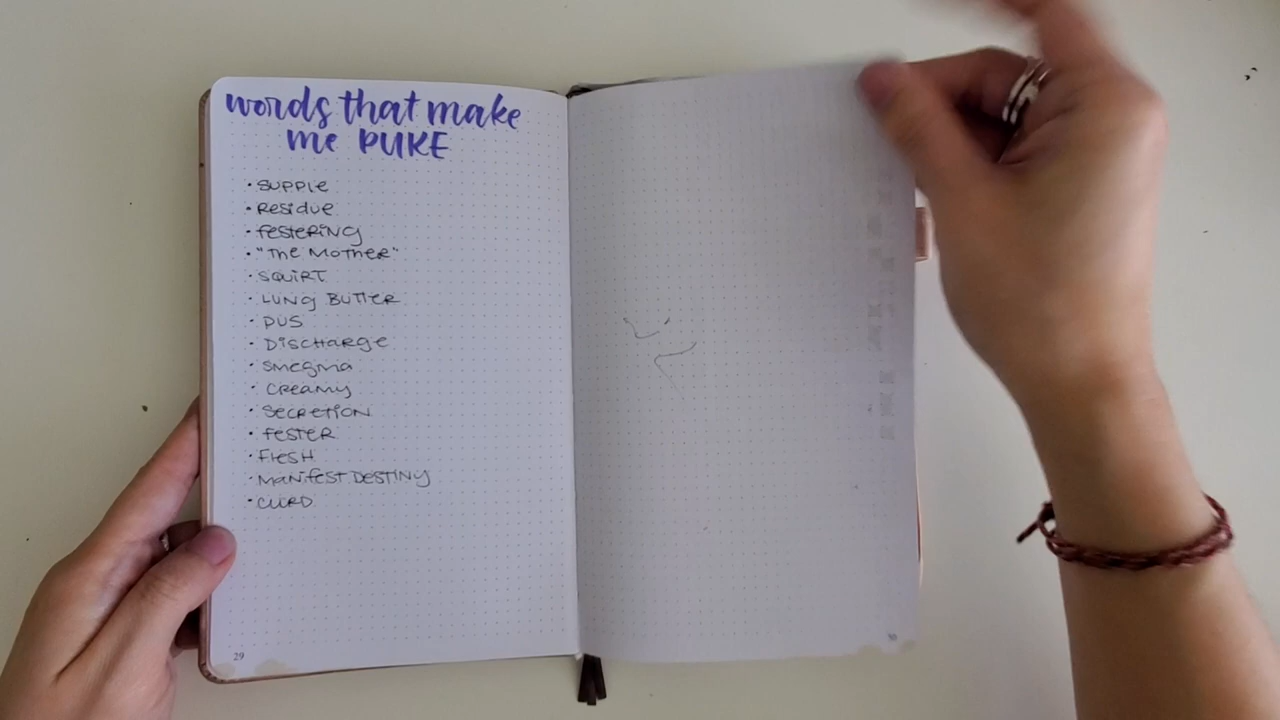 words that make
me PUKE
• Supple
• Residue
• Festering
• "The Mother"
• Squirt
• Lung Butter
• Pus
• Discharge
• Smegma
• Creamy
• Secretion
• Fester
• Flesh
• Manifest Destiny
• Curd
29
30